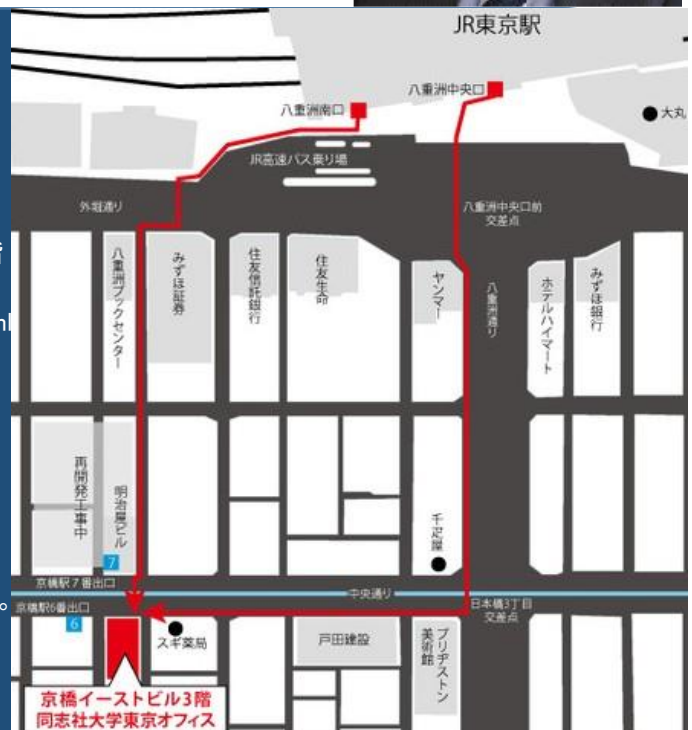 JR東京駅
八重洲中央口
八重洲南口
大丸
JR高速バス乗り場
外堀通り
八重洲中央口前
交差点
八重洲ブックセンター
みずほ証券
住友信託銀行
住友生命
ヤンマー
八重洲通り
ホテルハイマート
みずほ銀行
再開発工事中
明治屋ビル
千疋屋
7
京橋駅7番出口
中央通り
京橋駅6番出口
日本橋3丁目
交差点
6
スギ薬局
戸田建設
ブリヂストン
美術館
京橋イーストビル3階
同志社大学東京オフィス